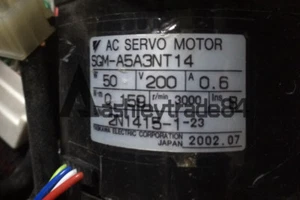 AC SERVO MOTOR
SGM-A5A3NT14
W 50 V 200 A 0.6
N·m 0.159 r/min 3000 Ins. B
2N1415-1-23
YASKAWA ELECTRIC CORPORATION
JAPAN 2002.07